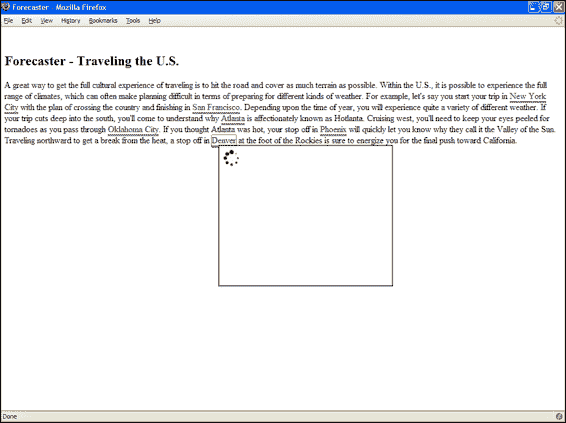 Forecaster - Mozilla Firefox
File Edit View History Bookmarks Tools Help
Forecaster - Traveling the U.S.
A great way to get the full cultural experience of traveling is to hit the road and cover as much terrain as possible. Within the U.S., it is possible to experience the full
range of climates, which can often make planning difficult in terms of preparing for different kinds of weather. For example, let's say you start your trip in New York
City with the plan of crossing the country and finishing in San Francisco. Depending upon the time of year, you will experience quite a variety of different weather. If
your trip cuts deep into the south, you'll come to understand why Atlanta is affectionately known as Hotlanta. Cruising west, you'll need to keep your eyes peeled for
tornadoes as you pass through Oklahoma City. If you thought Atlanta was hot, your stop off in Phoenix will quickly let you know why they call it the Valley of the Sun.
Traveling northward to get a break from the heat, a stop off in Denver at the foot of the Rockies is sure to energize you for the final push toward California.
Done